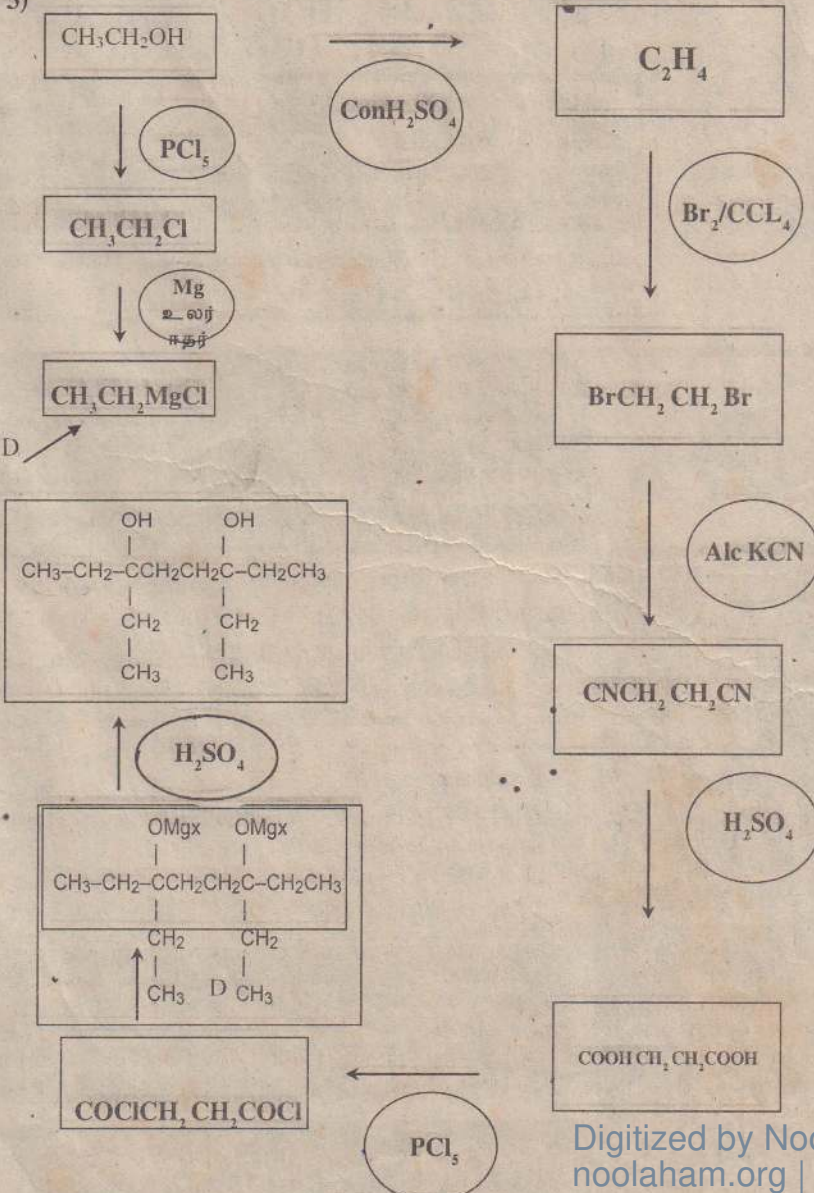 3)
CH₃CH₂OH
ConH₂SO₄
C₂H₄
PCl₅
Br₂/CCL₄
CH₃CH₂Cl
Mg
உலர்
ஈதர்
CH₃CH₂MgCl
BrCH₂ CH₂ Br
D
OH OH
CH₃–CH₂–CCH₂CH₂C–CH₂CH₃
CH₂ CH₂
CH₃ CH₃
Alc KCN
CNCH₂ CH₂CN
H₂SO₄
H₂SO₄
OMgx OMgx
CH₃–CH₂–CCH₂CH₂C–CH₂CH₃
CH₂ CH₂
CH₃ D CH₃
COOH CH₂ CH₂COOH
COClCH₂ CH₂COCl
PCl₅
Digitized by
noolaham.org |